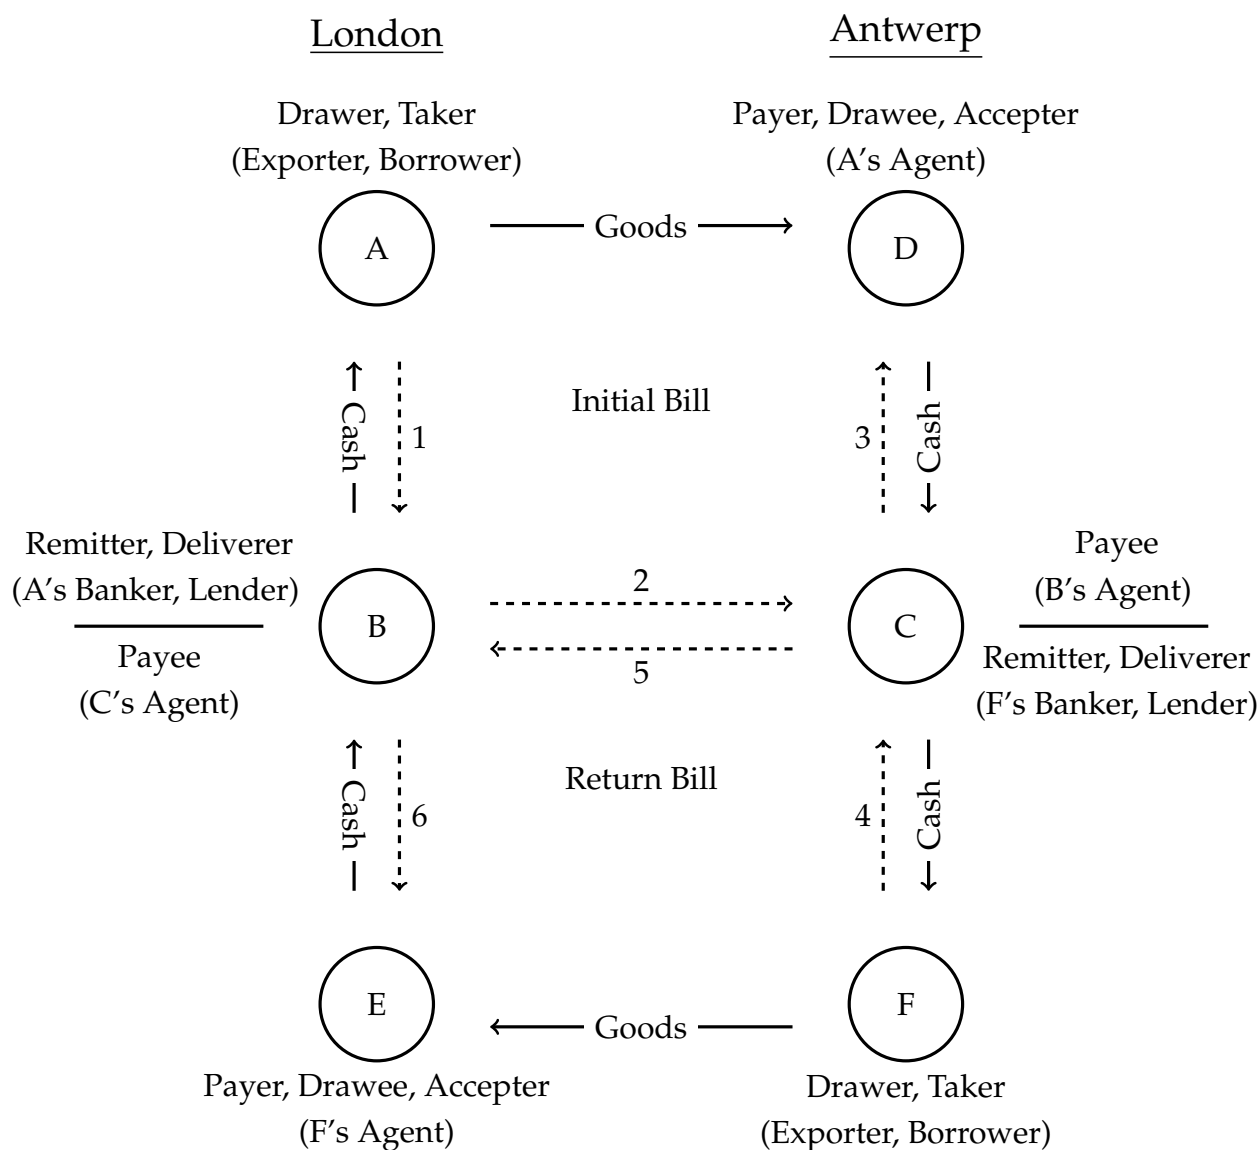 London
Antwerp
Drawer, Taker
(Exporter, Borrower)
Payer, Drawee, Accepter
(A's Agent)
A
Goods
D
Cash
1
Initial Bill
3
Cash
Remitter, Deliverer
(A's Banker, Lender)
Payee
(C's Agent)
B
2
5
C
Payee
(B's Agent)
Remitter, Deliverer
(F's Banker, Lender)
Cash
6
Return Bill
4
Cash
E
Goods
F
Payer, Drawee, Accepter
(F's Agent)
Drawer, Taker
(Exporter, Borrower)